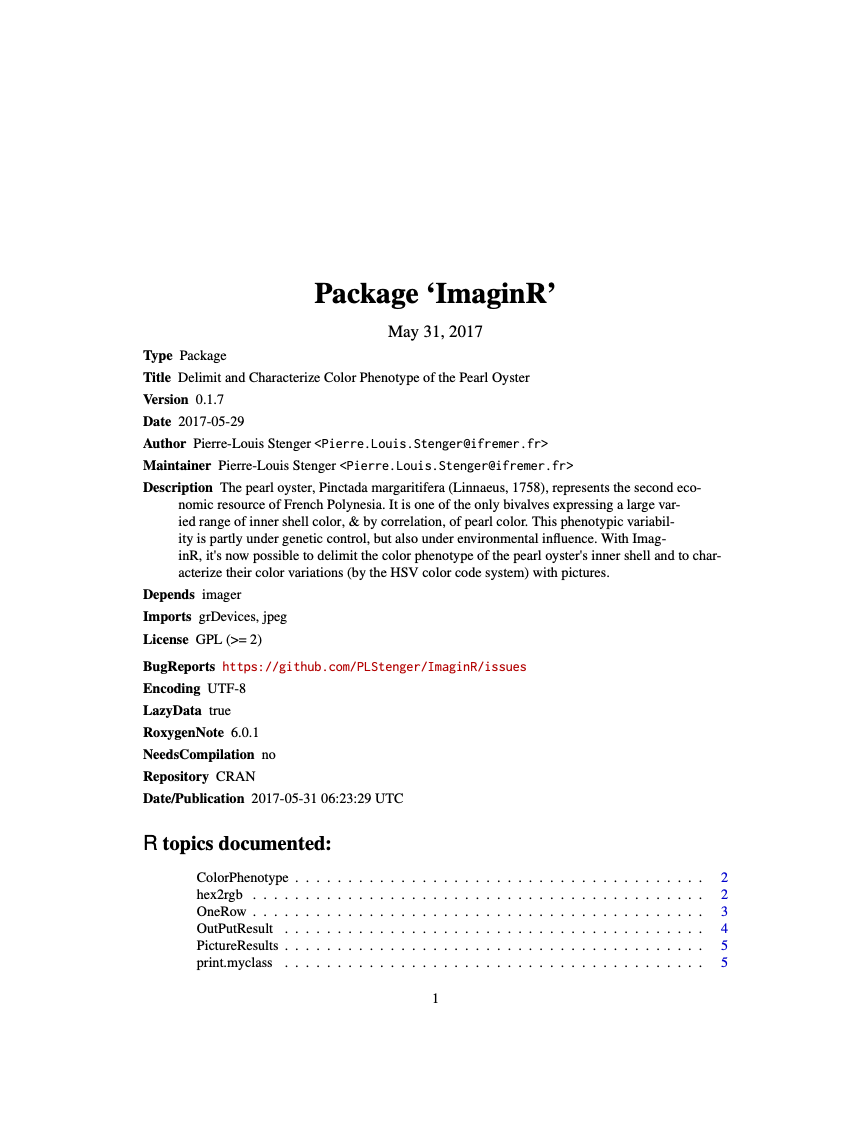 Package ‘ImaginR’
May 31, 2017
Type Package
Title Delimit and Characterize Color Phenotype of the Pearl Oyster
Version 0.1.7
Date 2017-05-29
Author Pierre-Louis Stenger <Pierre.Louis.Stenger@ifremer.fr>
Maintainer Pierre-Louis Stenger <Pierre.Louis.Stenger@ifremer.fr>
Description The pearl oyster, Pinctada margaritifera (Linnaeus, 1758), represents the second eco-
nomic resource of French Polynesia. It is one of the only bivalves expressing a large var-
ied range of inner shell color, & by correlation, of pearl color. This phenotypic variabil-
ity is partly under genetic control, but also under environmental influence. With Imag-
inR, it's now possible to delimit the color phenotype of the pearl oyster's inner shell and to char-
acterize their color variations (by the HSV color code system) with pictures.
Depends imager
Imports grDevices, jpeg
License GPL (>= 2)
BugReports https://github.com/PLStenger/ImaginR/issues
Encoding UTF-8
LazyData true
RoxygenNote 6.0.1
NeedsCompilation no
Repository CRAN
Date/Publication 2017-05-31 06:23:29 UTC
R topics documented:
ColorPhenotype . . . . . . . . . . . . . . . . . . . . . . . . . . . . . . . . . . . . . . . 2
hex2rgb . . . . . . . . . . . . . . . . . . . . . . . . . . . . . . . . . . . . . . . . . . . 2
OneRow . . . . . . . . . . . . . . . . . . . . . . . . . . . . . . . . . . . . . . . . . . . 3
OutPutResult . . . . . . . . . . . . . . . . . . . . . . . . . . . . . . . . . . . . . . . . 4
PictureResults . . . . . . . . . . . . . . . . . . . . . . . . . . . . . . . . . . . . . . . . 5
print.myclass . . . . . . . . . . . . . . . . . . . . . . . . . . . . . . . . . . . . . . . . 5
1